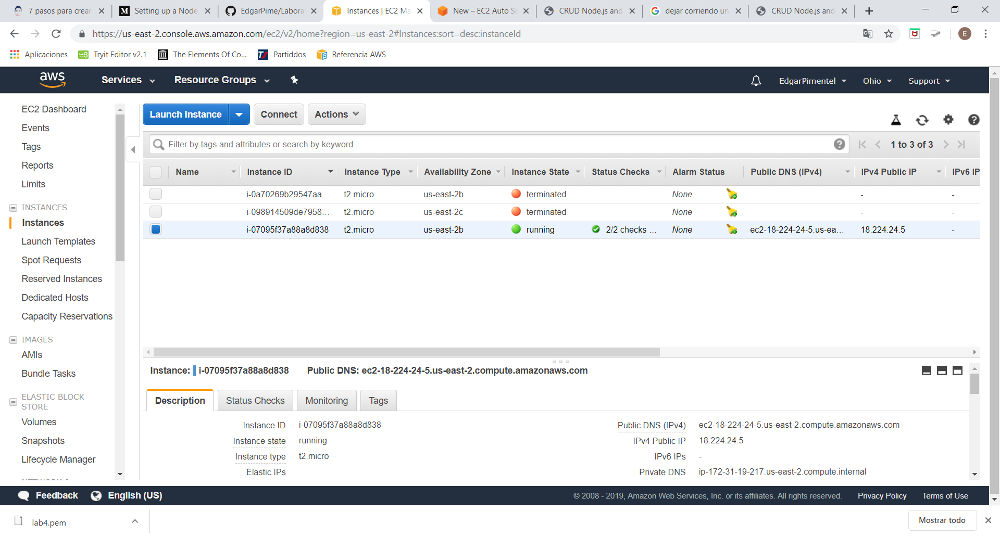 7 pasos para crear
Setting up a Node
EdgarPime/Labora
Instances | EC2 Ma
New – EC2 Auto Sc
CRUD Node.js and
dejar corriendo un
CRUD Node.js and
https://us-east-2.console.aws.amazon.com/ec2/v2/home?region=us-east-2#Instances:sort=desc:instanceId
E
Aplicaciones
Tryit Editor v2.1
The Elements Of Co...
Partiddos
Referencia AWS
aws
Services
Resource Groups
EdgarPimentel
Ohio
Support
EC2 Dashboard
Events
Tags
Reports
Limits
INSTANCES
Instances
Launch Templates
Spot Requests
Reserved Instances
Dedicated Hosts
Capacity Reservations
IMAGES
AMIs
Bundle Tasks
ELASTIC BLOCK
STORE
Volumes
Snapshots
Lifecycle Manager
Launch Instance
Connect
Actions
Filter by tags and attributes or search by keyword
1 to 3 of 3
Name Instance ID Instance Type Availability Zone Instance State Status Checks Alarm Status Public DNS (IPv4) IPv4 Public IP IPv6 IP
i-0a70269b29547aa... t2.micro us-east-2b terminated None - -
i-098914509de7958... t2.micro us-east-2c terminated None - -
i-07095f37a88a8d838 t2.micro us-east-2b running 2/2 checks ... None ec2-18-224-24-5.us-ea... 18.224.24.5 -
Instance: i-07095f37a88a8d838 Public DNS: ec2-18-224-24-5.us-east-2.compute.amazonaws.com
Description
Status Checks
Monitoring
Tags
Instance ID i-07095f37a88a8d838
Instance state running
Instance type t2.micro
Elastic IPs
Public DNS (IPv4) ec2-18-224-24-5.us-east-2.compute.amazonaws.com
IPv4 Public IP 18.224.24.5
IPv6 IPs -
Private DNS ip-172-31-19-217.us-east-2.compute.internal
Feedback
English (US)
© 2008 - 2019, Amazon Web Services, Inc. or its affiliates. All rights reserved.
Privacy Policy
Terms of Use
lab4.pem
Mostrar todo